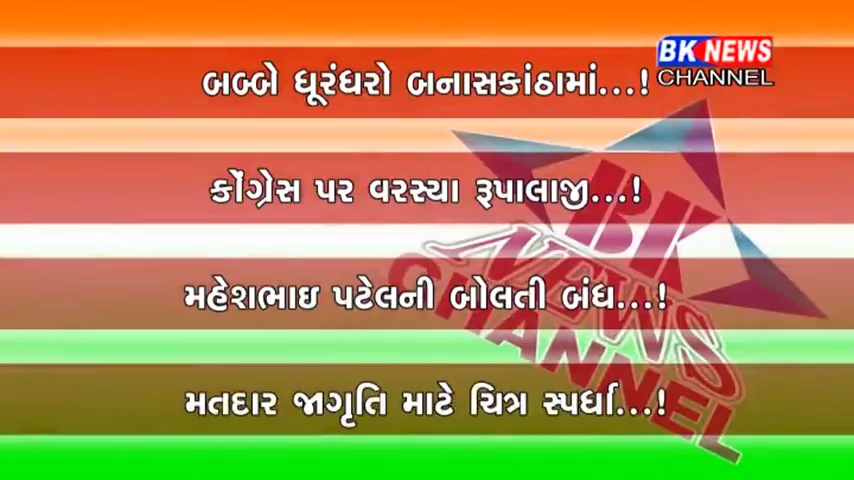 BK NEWS
CHANNEL
બબ્બે ધૂરંધરો બનાસકાંઠામાં...!
કોંગ્રેસ પર વરસ્યા રૂપાલાજી...!
મહેશભાઇ પટેલની બોલતી બંધ...!
મતદાર જાગૃતિ માટે ચિત્ર સ્પર્ધા...!
BK
NEWS
CHANNEL